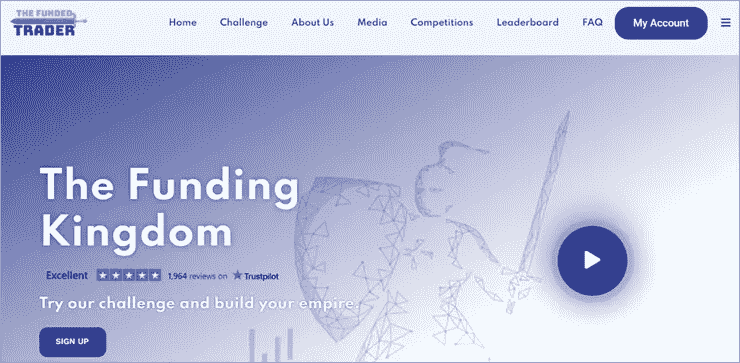 THE FUNDED
TRADER
Home Challenge About Us Media Competitions Leaderboard FAQ My Account
The Funding
Kingdom
Excellent 1,964 reviews on Trustpilot
Try our challenge and build your empire.
SIGN UP